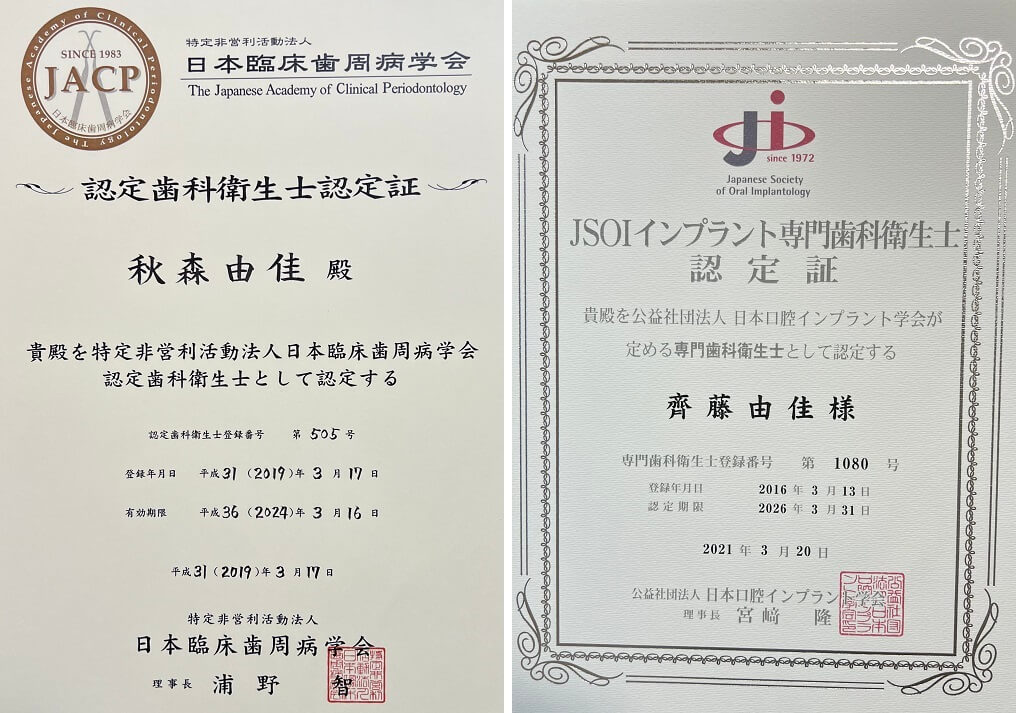 The Japanese Academy of Clinical Periodontology
SINCE 1983
JACP
日本臨床歯周病学会
特定非営利活動法人
日本臨床歯周病学会
The Japanese Academy of Clinical Periodontology
認定歯科衛生士認定証
秋森由佳 殿
貴殿を特定非営利活動法人日本臨床歯周病学会
認定歯科衛生士として認定する
認定歯科衛生士登録番号 第 505 号
登録年月日 平成31(2019)年 3 月 17 日
有効期限 平成36(2024)年 3 月 16 日
平成31(2019)年 3 月 17 日
特定非営利活動法人
日本臨床歯周病学会
理事長 浦野 智
Ji
since 1972
Japanese Society
of Oral Implantology
JSOIインプラント専門歯科衛生士
認定証
貴殿を公益社団法人 日本口腔インプラント学会が
定める専門歯科衛生士として認定する
齊藤由佳様
専門歯科衛生士登録番号 第 1080 号
登録年月日 2016 年 3 月 13 日
認定期限 2026 年 3 月 31 日
2021 年 3 月 20 日
公益社団法人 日本口腔インプラント学会
理事長 宮﨑 隆